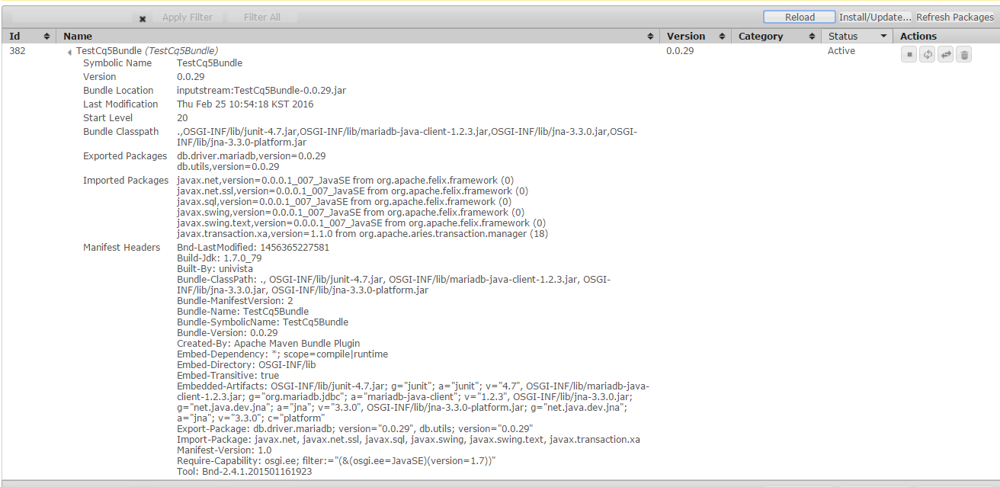 Apply Filter Filter All Reload Install/Update... Refresh Packages
Id Name Version Category Status Actions
382 TestCq5Bundle (TestCq5Bundle) 0.0.29 Active
Symbolic Name TestCq5Bundle
Version 0.0.29
Bundle Location inputstream:TestCq5Bundle-0.0.29.jar
Last Modification Thu Feb 25 10:54:18 KST 2016
Start Level 20
Bundle Classpath .,OSGI-INF/lib/junit-4.7.jar,OSGI-INF/lib/mariadb-java-client-1.2.3.jar,OSGI-INF/lib/jna-3.3.0.jar,OSGI-
INF/lib/jna-3.3.0-platform.jar
Exported Packages db.driver.mariadb,version=0.0.29
db.utils,version=0.0.29
Imported Packages javax.net,version=0.0.0.1_007_JavaSE from org.apache.felix.framework (0)
javax.net.ssl,version=0.0.0.1_007_JavaSE from org.apache.felix.framework (0)
javax.sql,version=0.0.0.1_007_JavaSE from org.apache.felix.framework (0)
javax.swing,version=0.0.0.1_007_JavaSE from org.apache.felix.framework (0)
javax.swing.text,version=0.0.0.1_007_JavaSE from org.apache.felix.framework (0)
javax.transaction.xa,version=1.1.0 from org.apache.aries.transaction.manager (18)
Manifest Headers Bnd-LastModified: 1456365227581
Build-Jdk: 1.7.0_79
Built-By: univista
Bundle-ClassPath: ., OSGI-INF/lib/junit-4.7.jar, OSGI-INF/lib/mariadb-java-client-1.2.3.jar, OSGI-
INF/lib/jna-3.3.0.jar, OSGI-INF/lib/jna-3.3.0-platform.jar
Bundle-ManifestVersion: 2
Bundle-Name: TestCq5Bundle
Bundle-SymbolicName: TestCq5Bundle
Bundle-Version: 0.0.29
Created-By: Apache Maven Bundle Plugin
Embed-Dependency: *; scope=compile|runtime
Embed-Directory: OSGI-INF/lib
Embed-Transitive: true
Embedded-Artifacts: OSGI-INF/lib/junit-4.7.jar; g="junit"; a="junit"; v="4.7", OSGI-INF/lib/mariadb-java-
client-1.2.3.jar; g="org.mariadb.jdbc"; a="mariadb-java-client"; v="1.2.3", OSGI-INF/lib/jna-3.3.0.jar;
g="net.java.dev.jna"; a="jna"; v="3.3.0", OSGI-INF/lib/jna-3.3.0-platform.jar; g="net.java.dev.jna";
a="jna"; v="3.3.0"; c="platform"
Export-Package: db.driver.mariadb; version="0.0.29", db.utils; version="0.0.29"
Import-Package: javax.net, javax.net.ssl, javax.sql, javax.swing, javax.swing.text, javax.transaction.xa
Manifest-Version: 1.0
Require-Capability: osgi.ee; filter:="(&(osgi.ee=JavaSE)(version=1.7))"
Tool: Bnd-2.4.1.201501161923